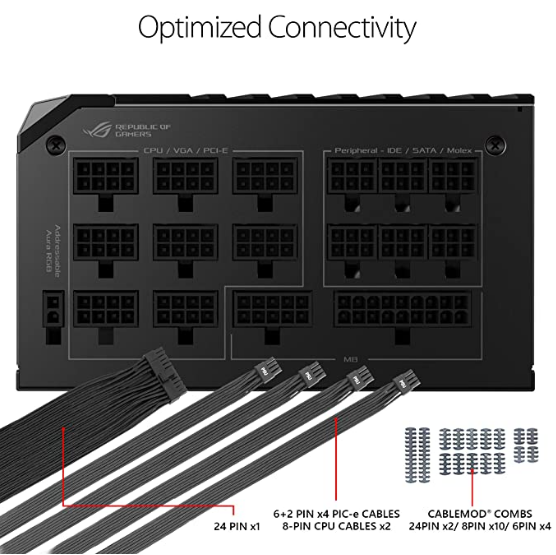 Optimized Connectivity
REPUBLIC OF
GAMERS
CPU / VGA / PCI-E
Peripheral - IDE / SATA / Molex
Addressable
Aura RGB
MB
24 PIN x1
6+2 PIN x4 PIC-e CABLES
8-PIN CPU CABLES x2
CABLEMOD® COMBS
24PIN x2/ 8PIN x10/ 6PIN x4